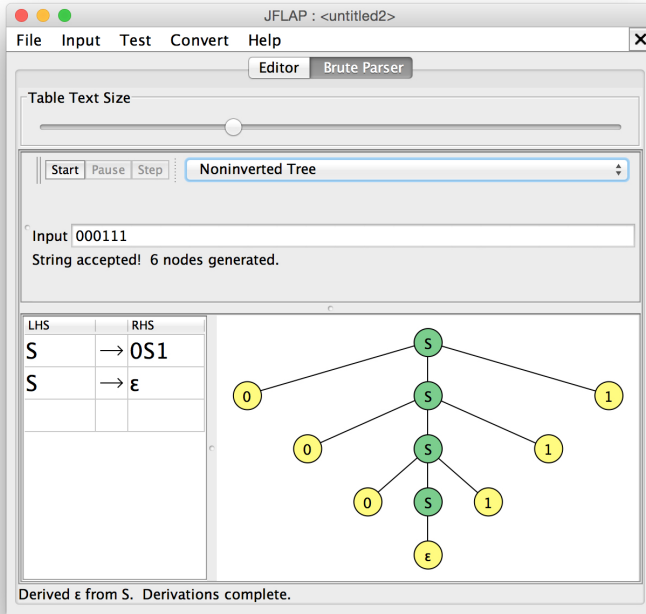 JFLAP : <untitled2>
File Input Test Convert Help
Editor Brute Parser
Table Text Size
Start Pause Step Noninverted Tree
Input 000111
String accepted! 6 nodes generated.
LHS RHS
S → 0S1
S → ε
S
0 S 1
0 S 1
0 S 1
ε
Derived ε from S. Derivations complete.